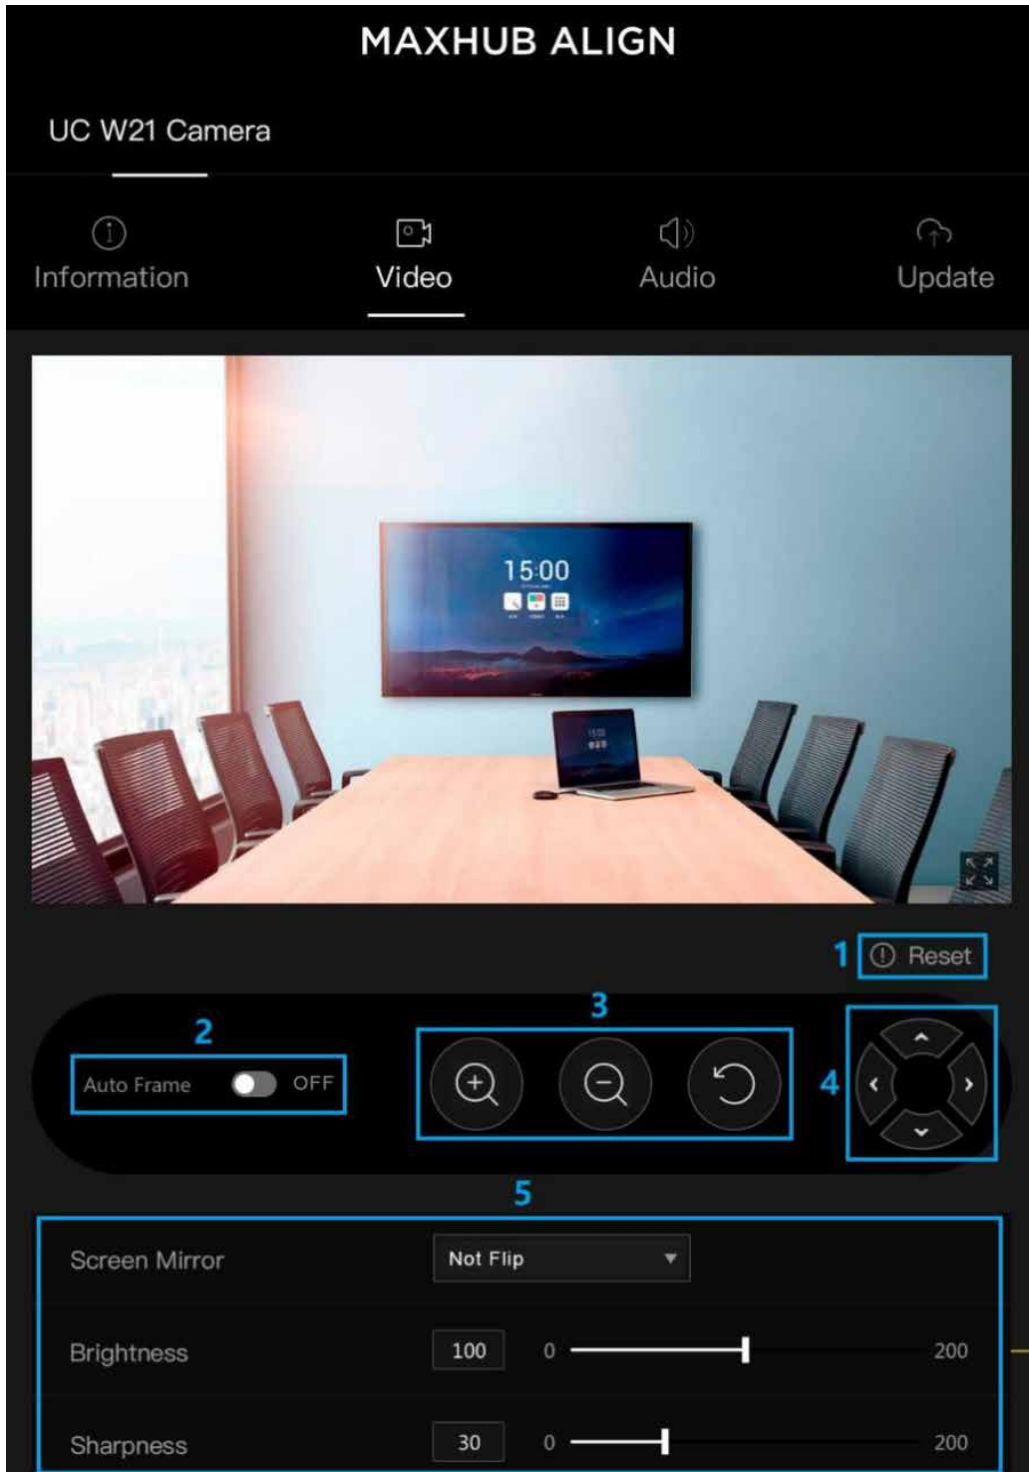 MAXHUB ALIGN
UC W21 Camera
Information Video Audio Update
15:00
1 Reset
2 3
Auto Frame OFF 4
5
Screen Mirror Not Flip
Brightness 100 0 200
Sharpness 30 0 200